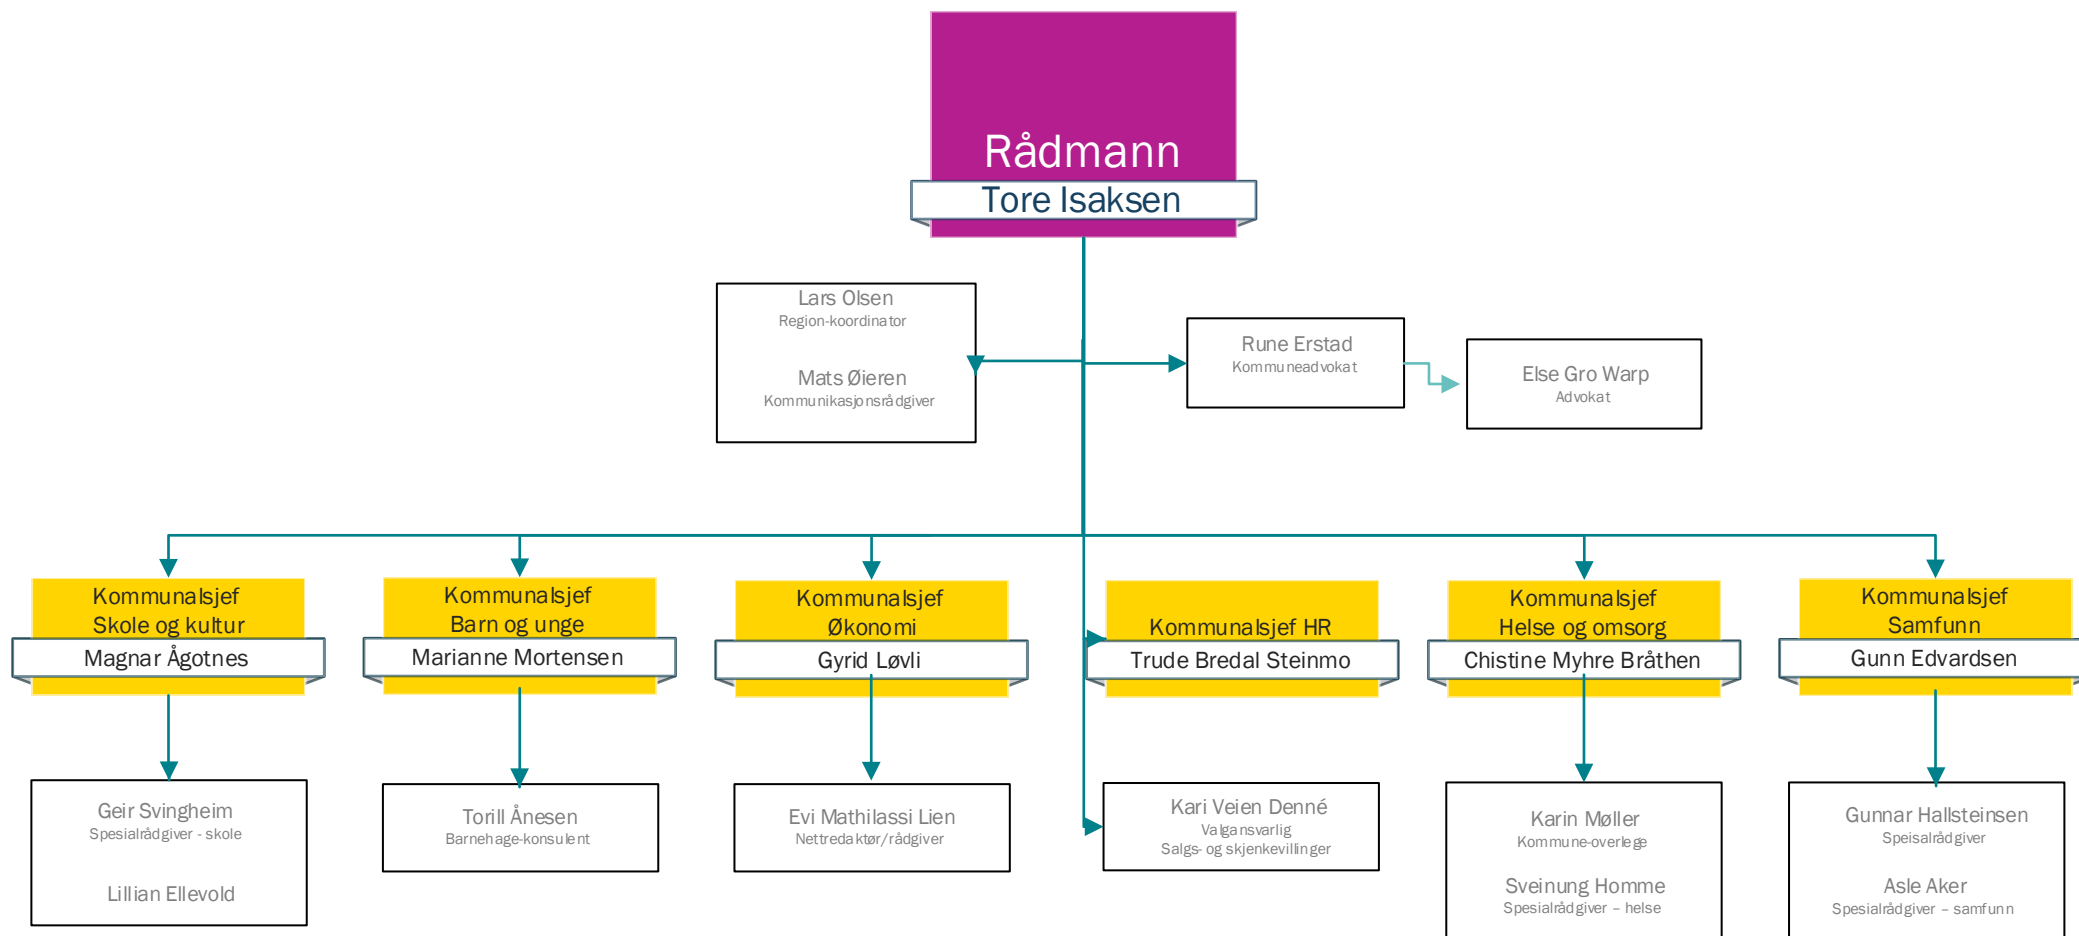 Rådmann
Tore Isaksen
Lars Olsen
Region-koordinator
Mats Øieren
Kommunikasjonsrådgiver
Rune Erstad
Kommuneadvokat
Else Gro Warp
Advokat
Kommunalsjef
Skole og kultur
Magnar Ågotnes
Kommunalsjef
Barn og unge
Marianne Mortensen
Kommunalsjef
Økonomi
Gyrid Løvli
Kommunalsjef HR
Trude Bredal Steinmo
Kommunalsjef
Helse og omsorg
Chistine Myhre Bråthen
Kommunalsjef
Samfunn
Gunn Edvardsen
Geir Svingheim
Spesialrådgiver - skole
Lillian Ellevold
Torill Ånesen
Barnehage-konsulent
Evi Mathilassi Lien
Nettredaktør/rådgiver
Kari Veien Denné
Valgansvarlig
Salgs- og skjenkevillinger
Karin Møller
Kommune-overlege
Sveinung Homme
Spesialrådgiver – helse
Gunnar Hallsteinsen
Speisalrådgiver
Asle Aker
Spesialrådgiver – samfunn